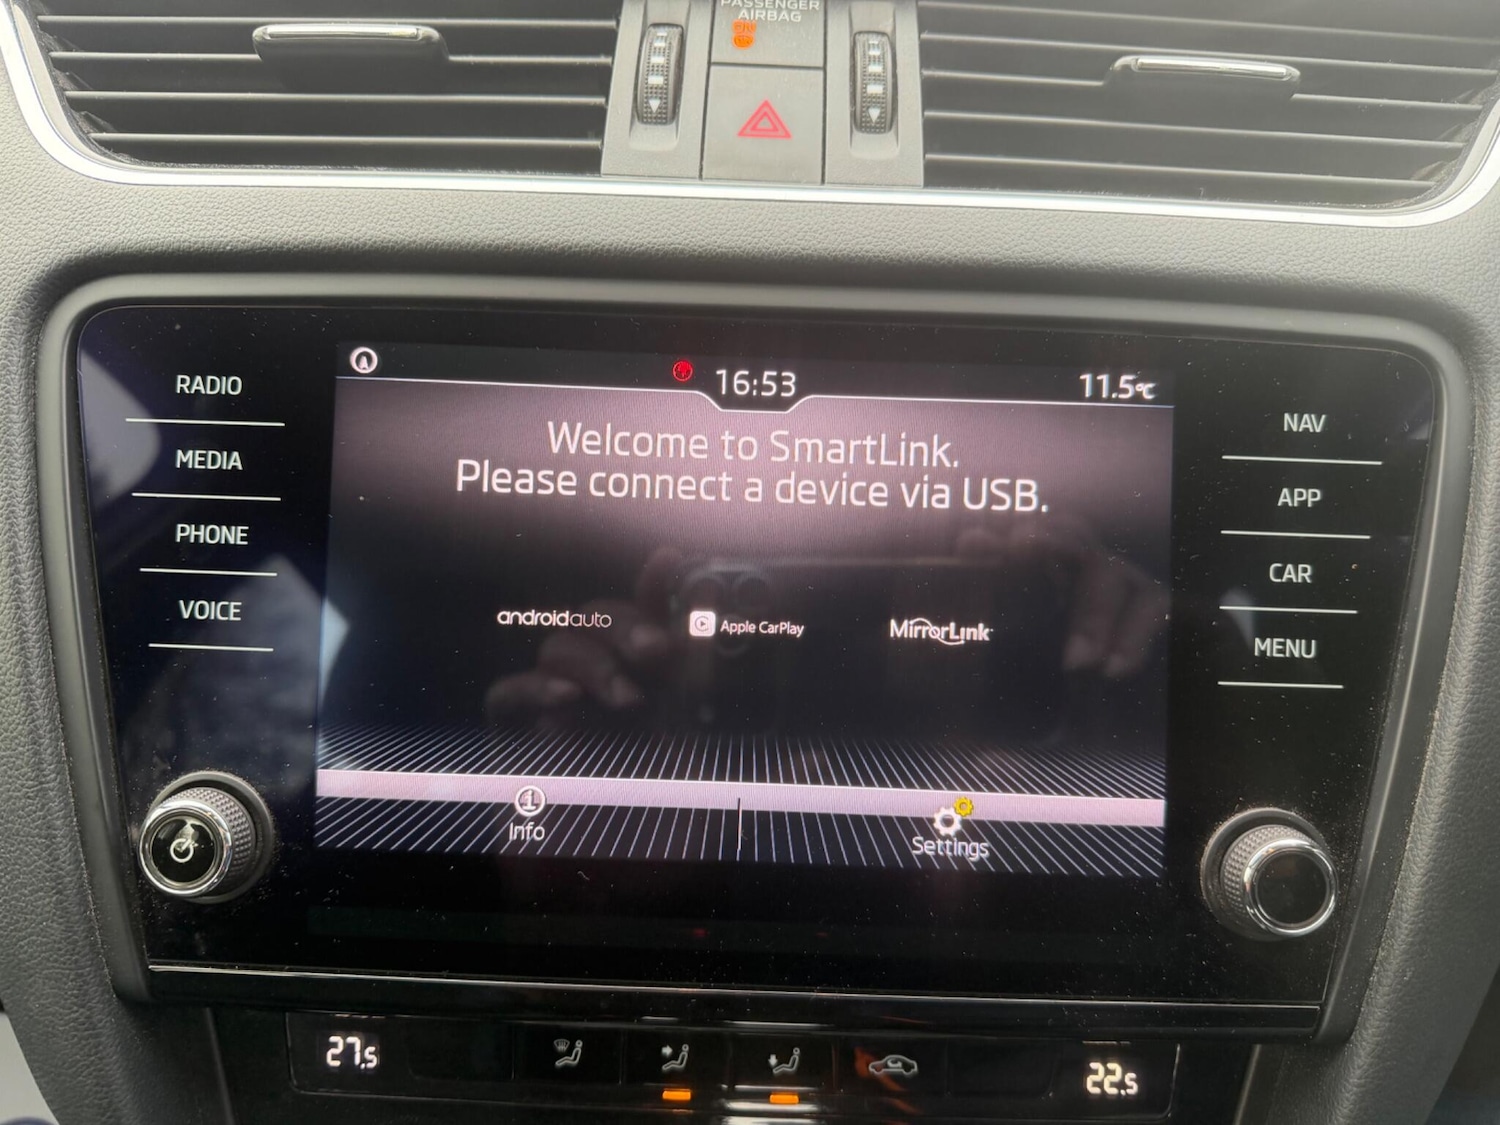 PASSENGER
AIRBAG
RADIO
MEDIA
PHONE
VOICE
16:53
11.5°C
Welcome to SmartLink.
Please connect a device via USB.
androidauto
Apple CarPlay
MirrorLink
Info
Settings
NAV
APP
CAR
MENU
27.5
22.5